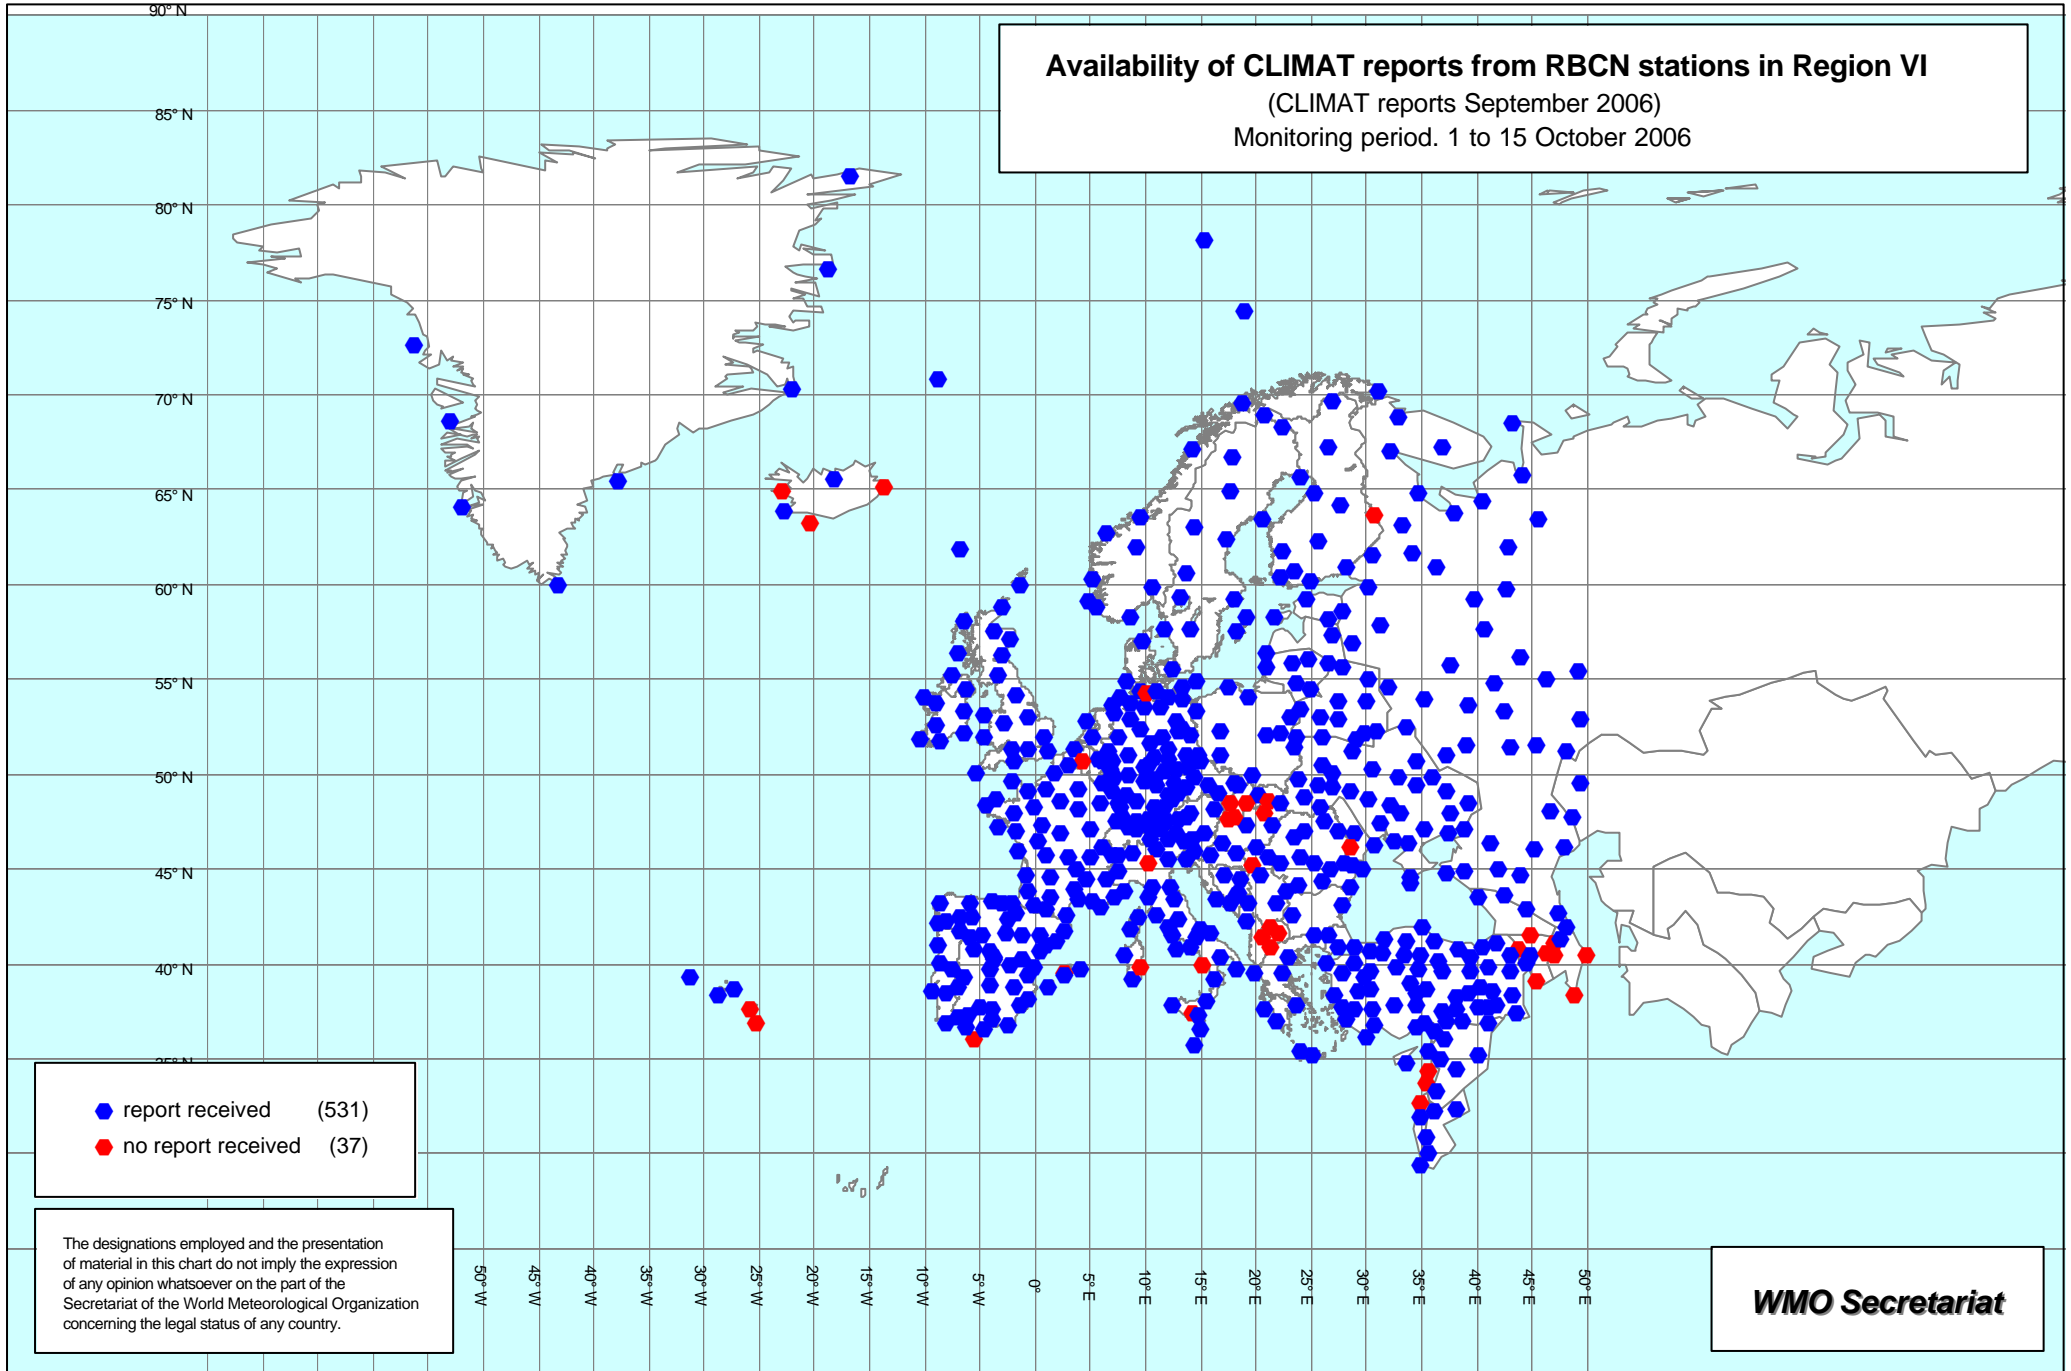 90° N
Availability of CLIMAT reports from RBCN stations in Region VI
(CLIMAT reports September 2006)
Monitoring period. 1 to 15 October 2006
85° N
80° N
75° N
70° N
65° N
60° N
55° N
50° N
45° N
40° N
35° N
report received (531)
no report received (37)
The designations employed and the presentation
of material in this chart do not imply the expression
of any opinion whatsoever on the part of the
Secretariat of the World Meteorological Organization
concerning the legal status of any country.
50° W
45° W
40° W
35° W
30° W
25° W
20° W
15° W
10° W
5° W
0°
5° E
10° E
15° E
20° E
25° E
30° E
35° E
40° E
45° E
50° E
WMO Secretariat